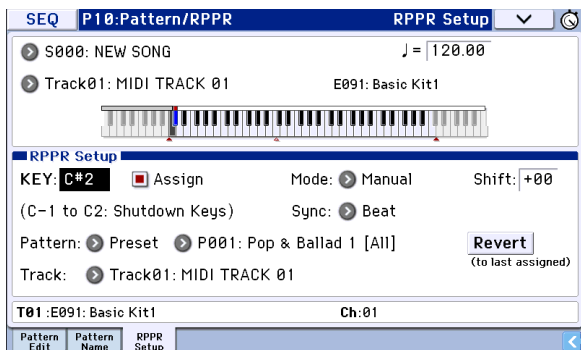 SEQ P10:Pattern/RPPR RPPR Setup
S000: NEW SONG ♩= 120.00
Track01: MIDI TRACK 01 E091: Basic Kit1
RPPR Setup
KEY: C#2 Assign Mode: Manual Shift: +00
(C-1 to C2: Shutdown Keys) Sync: Beat
Pattern: Preset P001: Pop & Ballad 1 [All] Revert
(to last assigned)
Track: Track01: MIDI TRACK 01
T01 :E091: Basic Kit1 Ch:01
Pattern Edit Pattern Name RPPR Setup